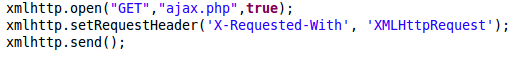 xmlhttp.open("GET","ajax.php",true);
xmlhttp.setRequestHeader('X-Requested-With', 'XMLHttpRequest');
xmlhttp.send();